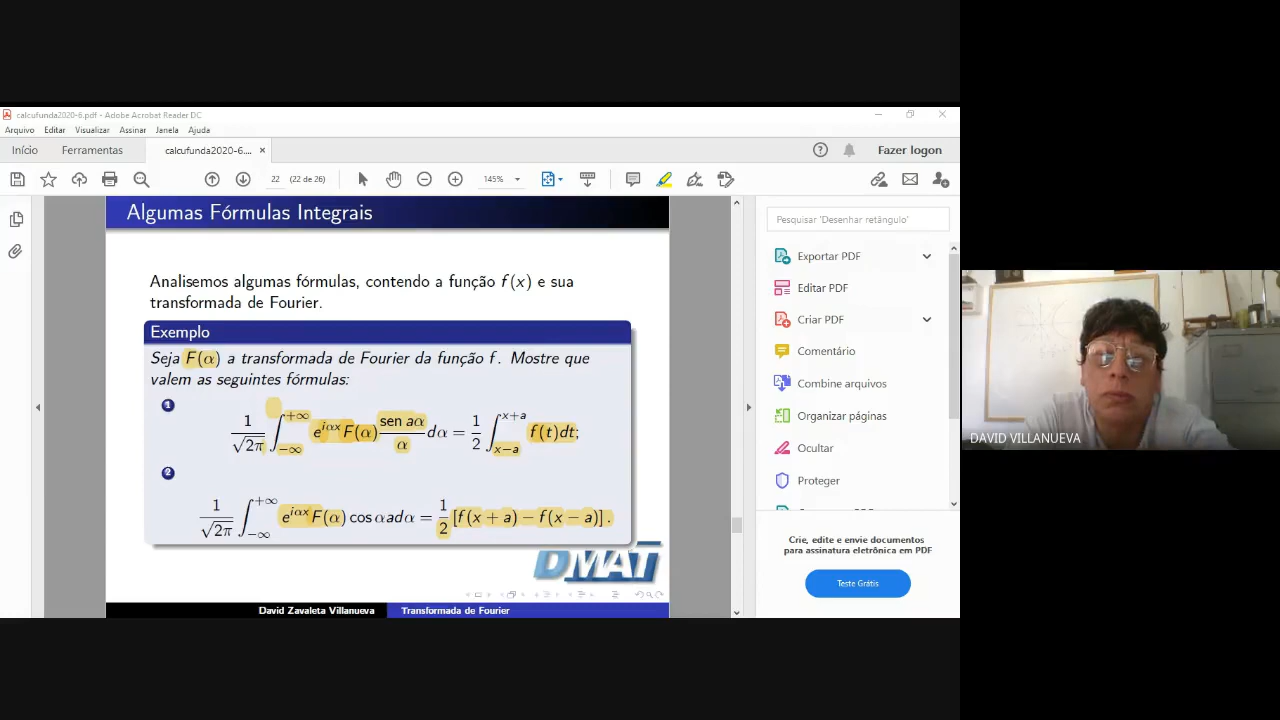 calcufunda2020-6.pdf - Adobe Acrobat Reader DC
Arquivo Editar Visualizar Assinar Janela Ajuda
Início Ferramentas calcufunda2020-6.... × Fazer logon
22 (22 de 26) 145%
Algumas Fórmulas Integrais
Analisemos algumas fórmulas, contendo a função f(x) e sua
transformada de Fourier.
Exemplo
Seja F(α) a transformada de Fourier da função f. Mostre que
valem as seguintes fórmulas:
1
1/√2π ∫_{−∞}^{+∞} e^{iαx} F(α) sen aα/α dα = 1/2 ∫_{x−a}^{x+a} f(t)dt;
2
1/√2π ∫_{−∞}^{+∞} e^{iαx} F(α) cos αadα = 1/2 [f(x + a) − f(x − a)] .
DMAT
David Zavaleta Villanueva Transformada de Fourier
Pesquisar 'Desenhar retângulo'
Exportar PDF
Editar PDF
Criar PDF
Comentário
Combine arquivos
Organizar páginas
Ocultar
Proteger
Crie, edite e envie documentos
para assinatura eletrônica em PDF
Teste Grátis
DAVID VILLANUEVA